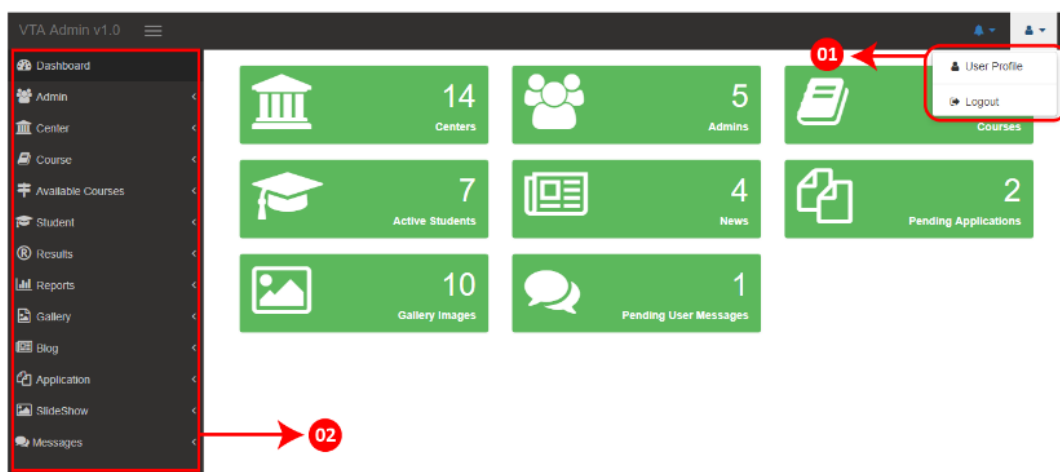 VTA Admin v1.0
01
User Profile
Logout
Dashboard
Admin
Center
Course
Available Courses
Student
® Results
Reports
Gallery
Blog
Application
SlideShow
Messages
14
Centers
5
Admins
Courses
7
Active Students
4
News
2
Pending Applications
10
Gallery Images
1
Pending User Messages
02